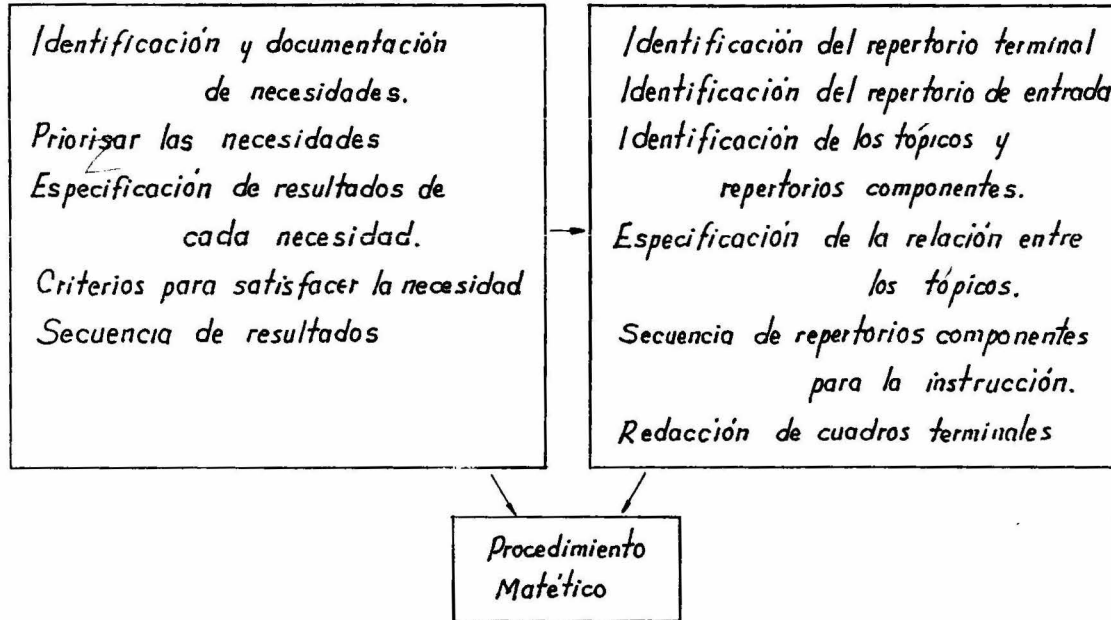 Identificación y documentación
de necesidades.
Priorisar las necesidades
Especificación de resultados de
cada necesidad.
Criterios para satisfacer la necesidad
Secuencia de resultados
Identificación del repertorio terminal
Identificación del repertorio de entrada
Identificación de los tópicos y
repertorios componentes.
Especificación de la relación entre
los tópicos.
Secuencia de repertorios componentes
para la instrucción.
Redacción de cuadros terminales
Procedimiento
Matético